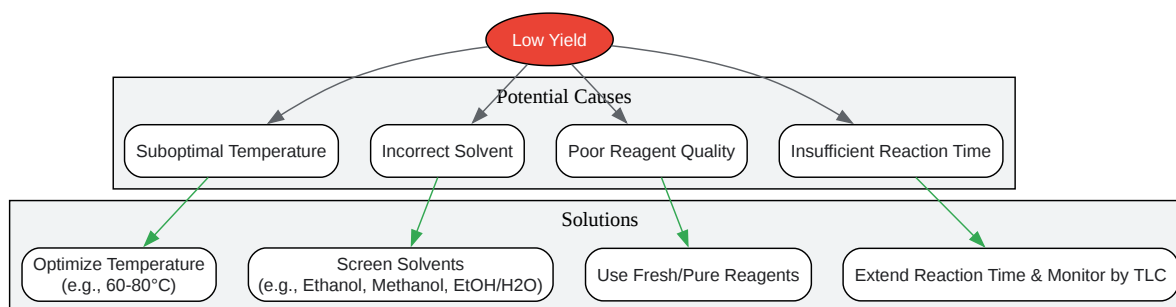 Low Yield
Potential Causes
Suboptimal Temperature
Incorrect Solvent
Poor Reagent Quality
Insufficient Reaction Time
Solutions
Optimize Temperature
(e.g., 60-80°C)
Screen Solvents
(e.g., Ethanol, Methanol, EtOH/H2O)
Use Fresh/Pure Reagents
Extend Reaction Time & Monitor by TLC